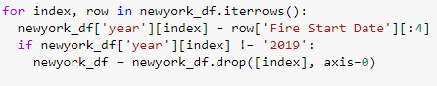 for index, row in newyork_df.iterrows():
newyork_df['year'][index] = row['Fire Start Date'][:4]
if newyork_df['year'][index] != '2019':
newyork_df = newyork_df.drop([index], axis=0)